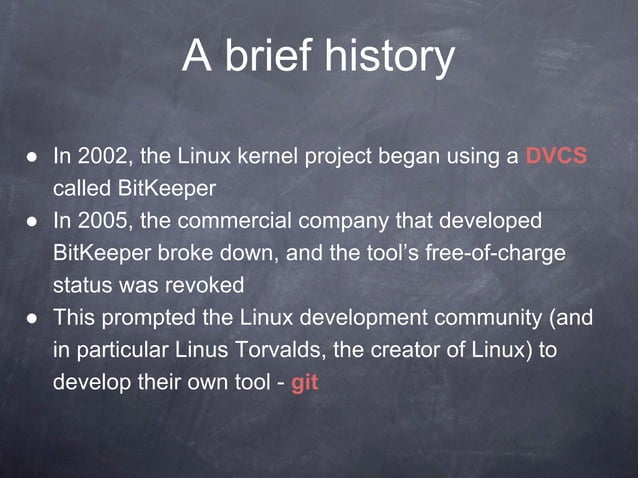 A brief history
● In 2002, the Linux kernel project began using a DVCS
called BitKeeper
● In 2005, the commercial company that developed
BitKeeper broke down, and the tool’s free-of-charge
status was revoked
● This prompted the Linux development community (and
in particular Linus Torvalds, the creator of Linux) to
develop their own tool - git